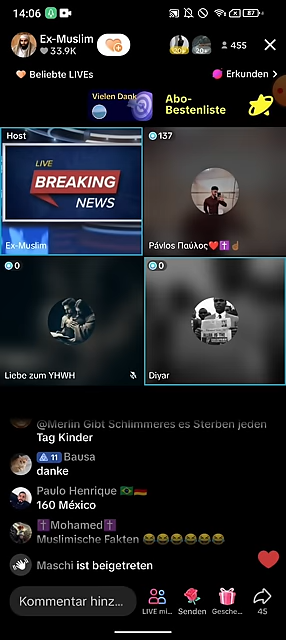 14:06
Ex-Muslim
33.9K
20+
455
Beliebte LIVEs
Erkunden >
Vielen Dank
Abo-
Bestenliste
Host
LIVE
BREAKING
NEWS
Ex-Muslim
137
Pávlos Παύλος❤️✝️☝🏽
0
Liebe zum YHWH
0
Diyar
@Merlin Gibt Schlimmeres es Sterben jeden
Tag Kinder
11 Bausa
danke
Paulo Henrique 🇧🇷🇩🇪
160 México
✝️Mohamed✝️
Muslimische Fakten 😂😂😂😂😂😂
Maschi ist beigetreten
Kommentar hinz...
LIVE mi...
Senden
Gesche...
45